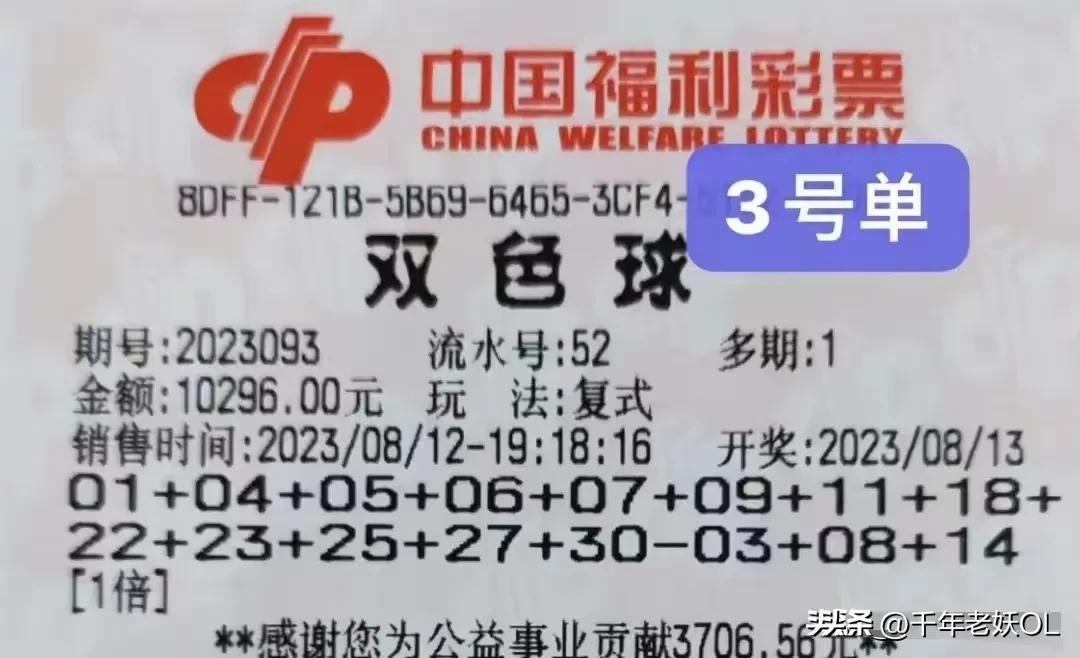 中国福利彩票
CHINA WELFARE LOTTERY
8DFF-121B-5B69-6465-3CF4-
3号单
双色球
期号:2023093 流水号:52 多期:1
金额:10296.00元 玩 法:复式
销售时间:2023/08/12-19:18:16 开奖:2023/08/13
01+04+05+06+07+09+11+18+
22+23+25+27+30-03+08+14
[1倍]
**感谢您为公益事业贡献3706.56元**
头条 @千年老妖OL